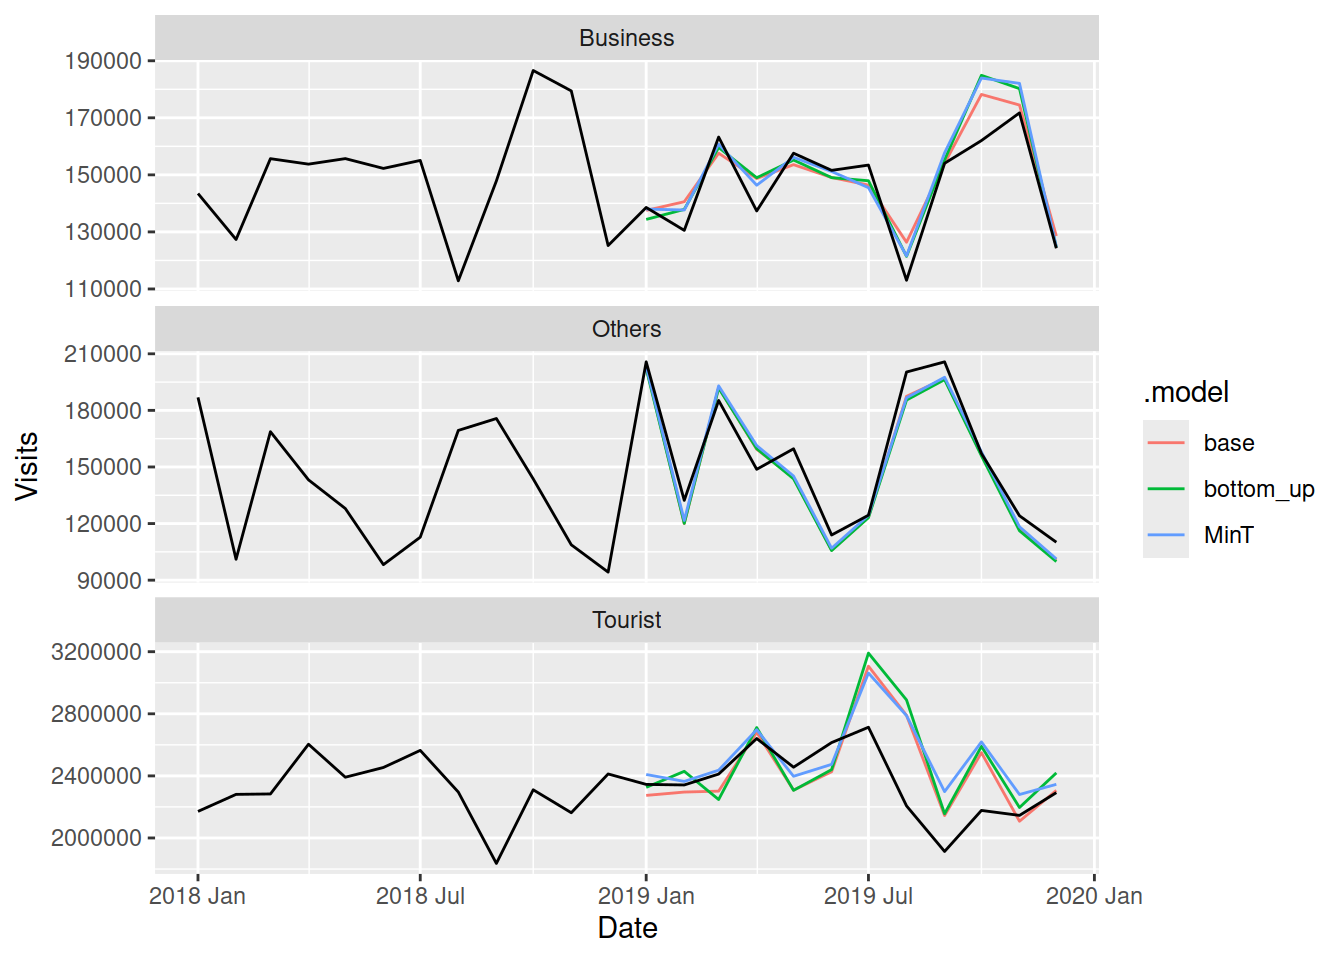 Business
190000
170000
150000
130000
110000
Others
210000
180000
150000
120000
90000
Tourist
3200000
2800000
2400000
2000000
2018 Jan
2018 Jul
2019 Jan
2019 Jul
2020 Jan
Date
Visits
.model
base
bottom_up
MinT